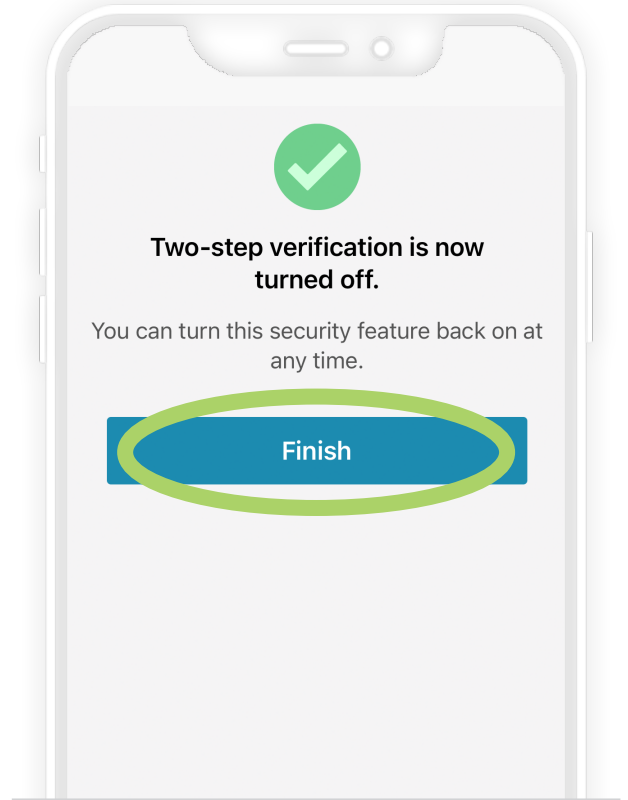 Two-step verification is now
turned off.
You can turn this security feature back on at
any time.
Finish